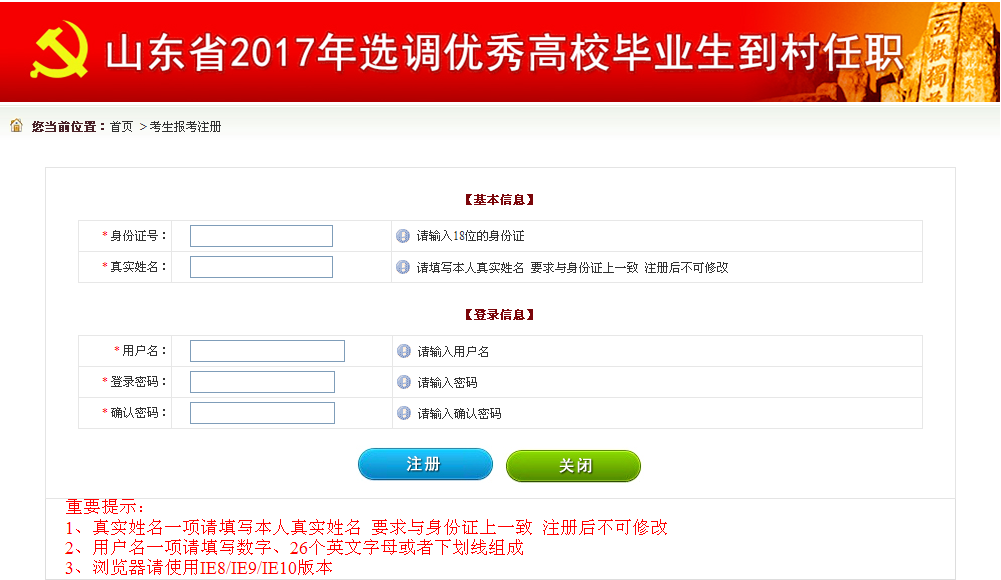 山东省2017年选调优秀高校毕业生到村任职
您当前位置：首页 >考生报考注册
【基本信息】
*身份证号： 请输入18位的身份证
*真实姓名： 请填写本人真实姓名 要求与身份证上一致 注册后不可修改
【登录信息】
*用户名： 请输入用户名
*登录密码： 请输入密码
*确认密码： 请输入确认密码
注册 关闭
重要提示：
1、真实姓名一项请填写本人真实姓名 要求与身份证上一致 注册后不可修改
2、用户名一项请填写数字、26个英文字母或者下划线组成
3、浏览器请使用IE8/IE9/IE10版本